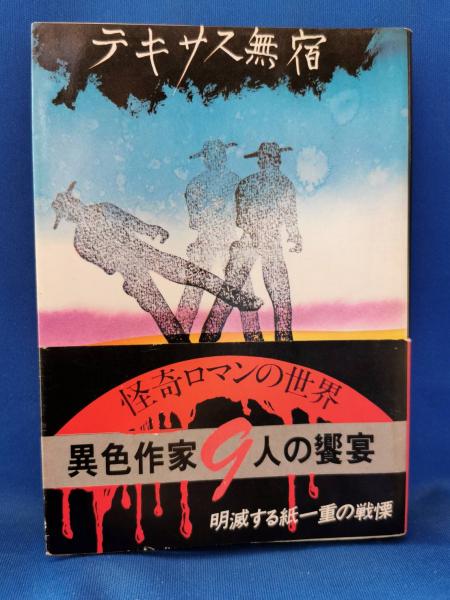 テキサス無宿
怪奇ロマンの世界
異色作家9人の饗宴
明滅する紙一重の戦慄